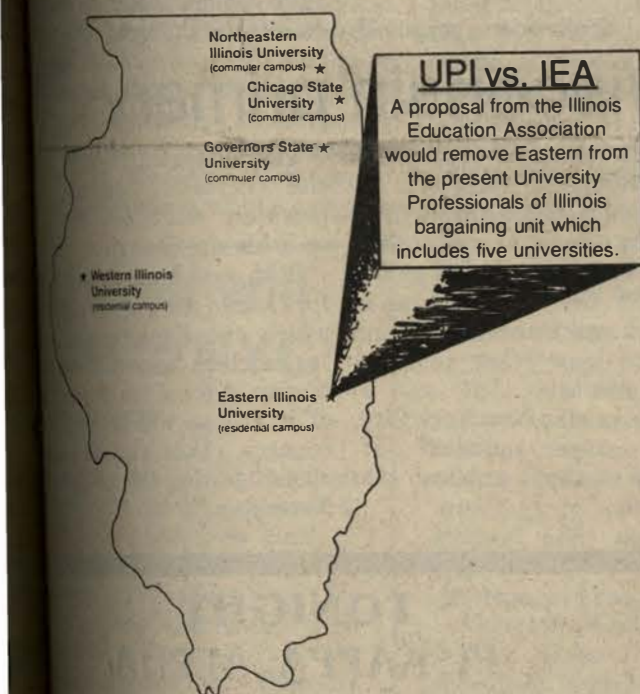 Northeastern
Illinois University
(commuter campus)
Chicago State
University
(commuter campus)
Governors State
University
(commuter campus)
Western Illinois
University
(residential campus)
Eastern Illinois
University
(residential campus)
UPI vs. IEA
A proposal from the Illinois
Education Association
would remove Eastern from
the present University
Professionals of Illinois
bargaining unit which
includes five universities.